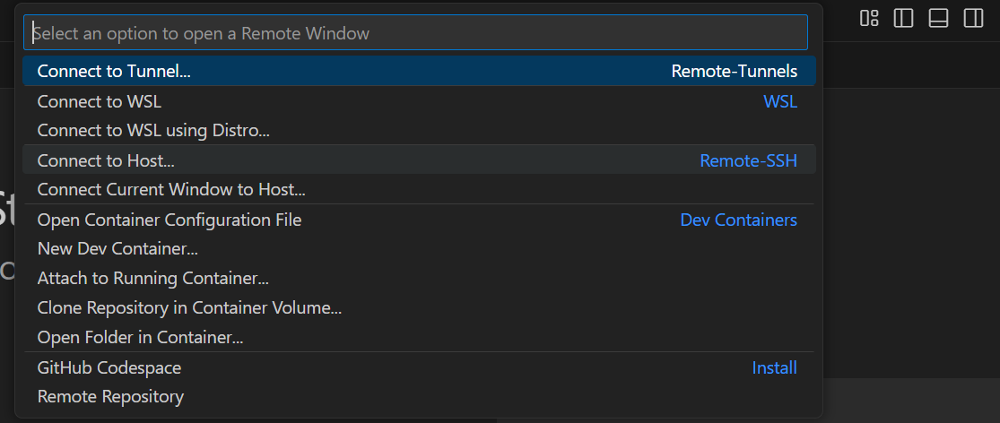 Select an option to open a Remote Window
Connect to Tunnel... Remote-Tunnels
Connect to WSL WSL
Connect to WSL using Distro...
Connect to Host... Remote-SSH
Connect Current Window to Host...
Open Container Configuration File Dev Containers
New Dev Container...
Attach to Running Container...
Clone Repository in Container Volume...
Open Folder in Container...
GitHub Codespace Install
Remote Repository